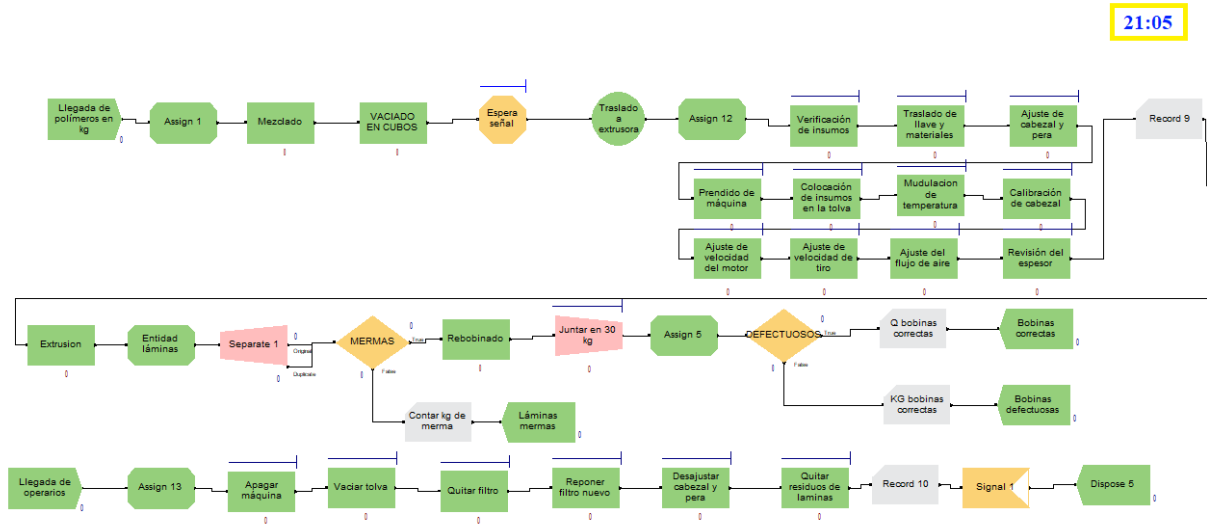 21:05
Llegada de
polímeros en
kg
0
Assign 1
Mezclado
0
VACIADO
EN CUBOS
0
Espera
señal
Traslado
a
extrusora
Assign 12
Verificación
de insumos
0
Traslado de
llave y
materiales
0
Ajuste de
cabezal y
pera
0
Record 9
Prendido de
máquina
0
Colocación
de insumos
en la tolva
0
Mudulacion
de
temperatura
0
Calibración
de cabezal
0
Ajuste de
velocidad
del motor
0
Ajuste de
velocidad de
tiro
0
Ajuste del
flujo de aire
0
Revisión del
espesor
0
Extrusion
0
Entidad
láminas
Separate 1
0
Original
Duplicate
0
MERMAS
0
True
0
False
Rebobinado
0
Juntar en 30
kg
0
Assign 5
DEFECTUOSOS
0
True
0
False
Q bobinas
correctas
Bobinas
correctas
0
KG bobinas
correctas
Bobinas
defectuosas
0
Contar kg de
merma
Láminas
mermas
0
Llegada de
operarios
0
Assign 13
Apagar
máquina
0
Vaciar tolva
0
Quitar filtro
0
Reponer
filtro nuevo
0
Desajustar
cabezal y
pera
0
Quitar
residuos de
laminas
0
Record 10
Signal 1
Dispose 5
0